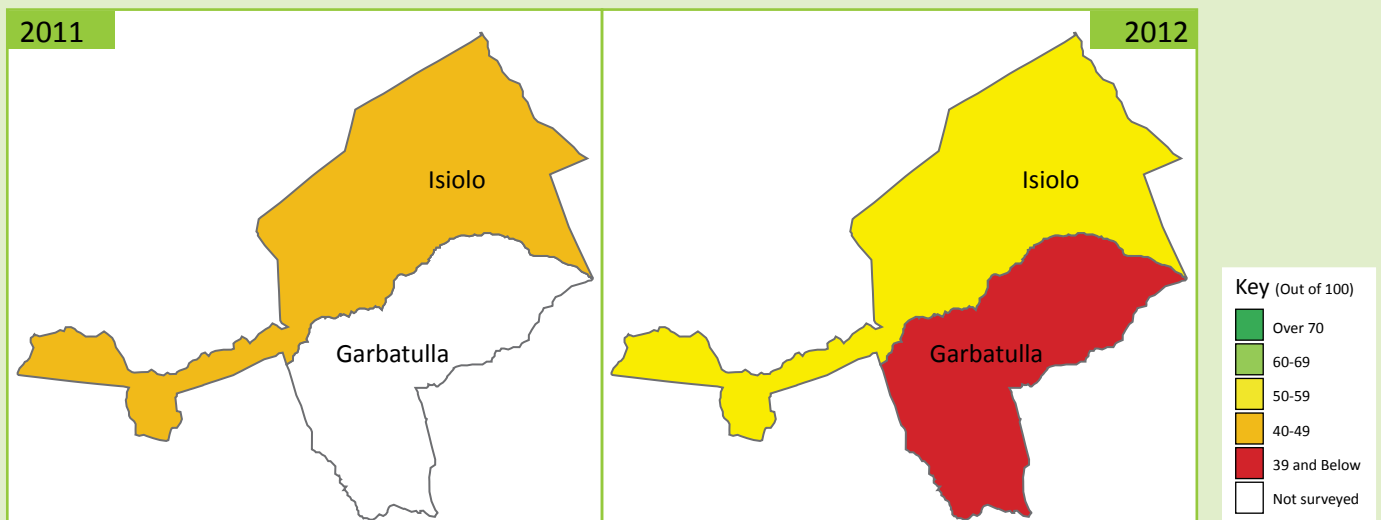 2011
2012
Isiolo
Garbatulla
Isiolo
Garbatulla
Key (Out of 100)
Over 70
60-69
50-59
40-49
39 and Below
Not surveyed